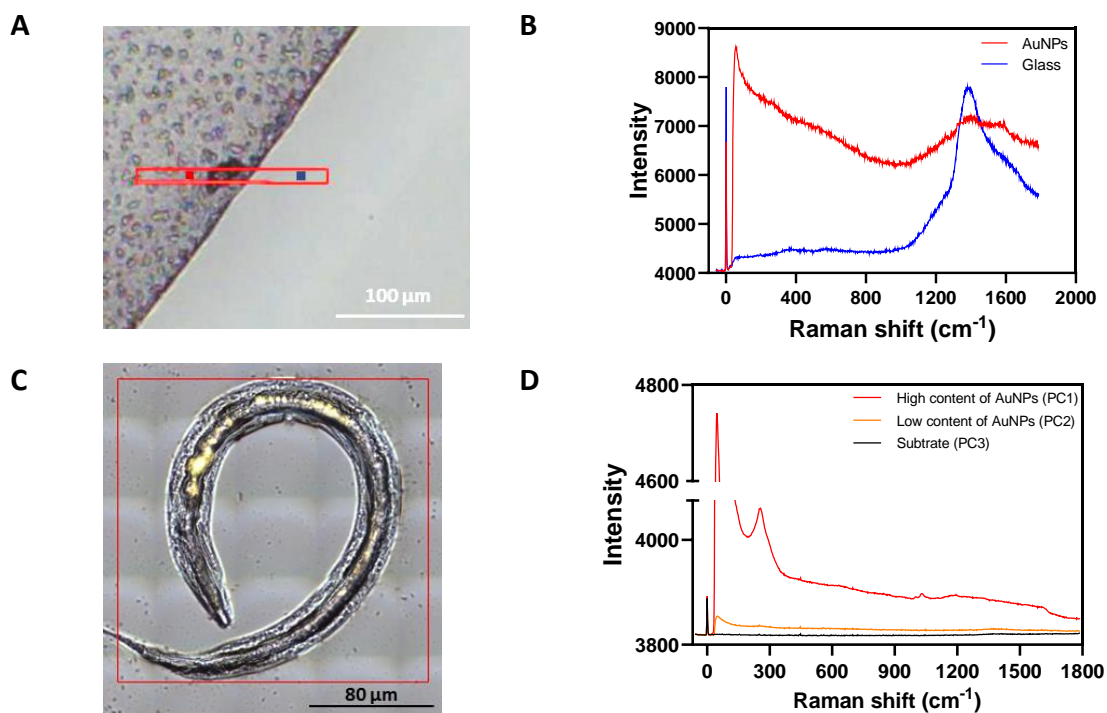 A
100 µm
B
9000
8000
7000
6000
5000
4000
Intensity
AuNPs
Glass
0 400 800 1200 1600 2000
Raman shift (cm-1)
C
80 µm
D
4800
4600
4000
3800
Intensity
High content of AuNPs (PC1)
Low content of AuNPs (PC2)
Subtrate (PC3)
0 300 600 900 1200 1500 1800
Raman shift (cm-1)